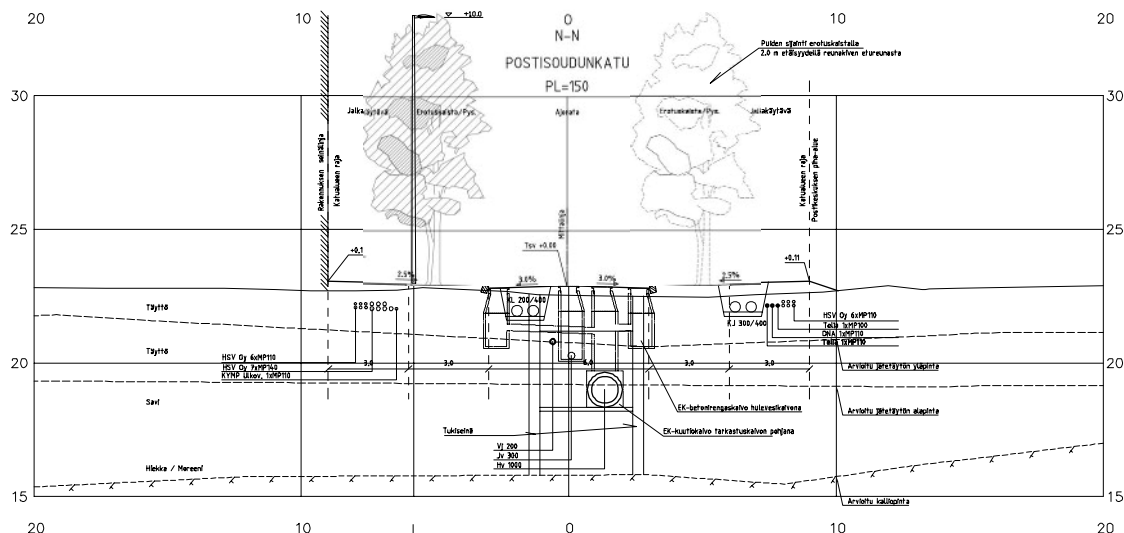 20 10 0 10 20
+10.0
N-N
POSTISOUDUNKATU
PL=150
Puiden sijainti erotuskaistalle
2.0 m etäisyydellä reunakiven etureunasta
30 30
Jalkakäytävä Erotuskaista/Pys. Ajorata Erotuskaista/Pys. Jalkakäytävä
Rakennuksen seinälinja
Katualueen raja
Mittalinja
Katualueen raja
Postikeskuksen piha-alue
25 25
+0.1 Tsv +0.00 +0.11
2.5% 3.0% 3.0% 2.5%
KL 200/400 KJ 300/400
Täyttö
HSV Oy 6xMP110
Telia 1xMP100
DNA 1xMP110
Telia 1xMP110
Täyttö
HSV Oy 6xMP110
HSV Oy 7xMP140
KYMP Ulkov. 1xMP110
20 20
3,0 3,0 6,0 3,0 3,0
Arvioitu jätetäytön yläpinta
Savi
EK-betonirengaskaivo hulevesikaivona
Arvioitu jätetäytön alapinta
Tukiseinä
EK-kuutiokaivo tarkastuskaivon pohjana
Vj 200
Jv 300
Hv 1000
Hiekka / Moreeni
15 15
Arvioitu kalliopinta
20 10 0 10 20